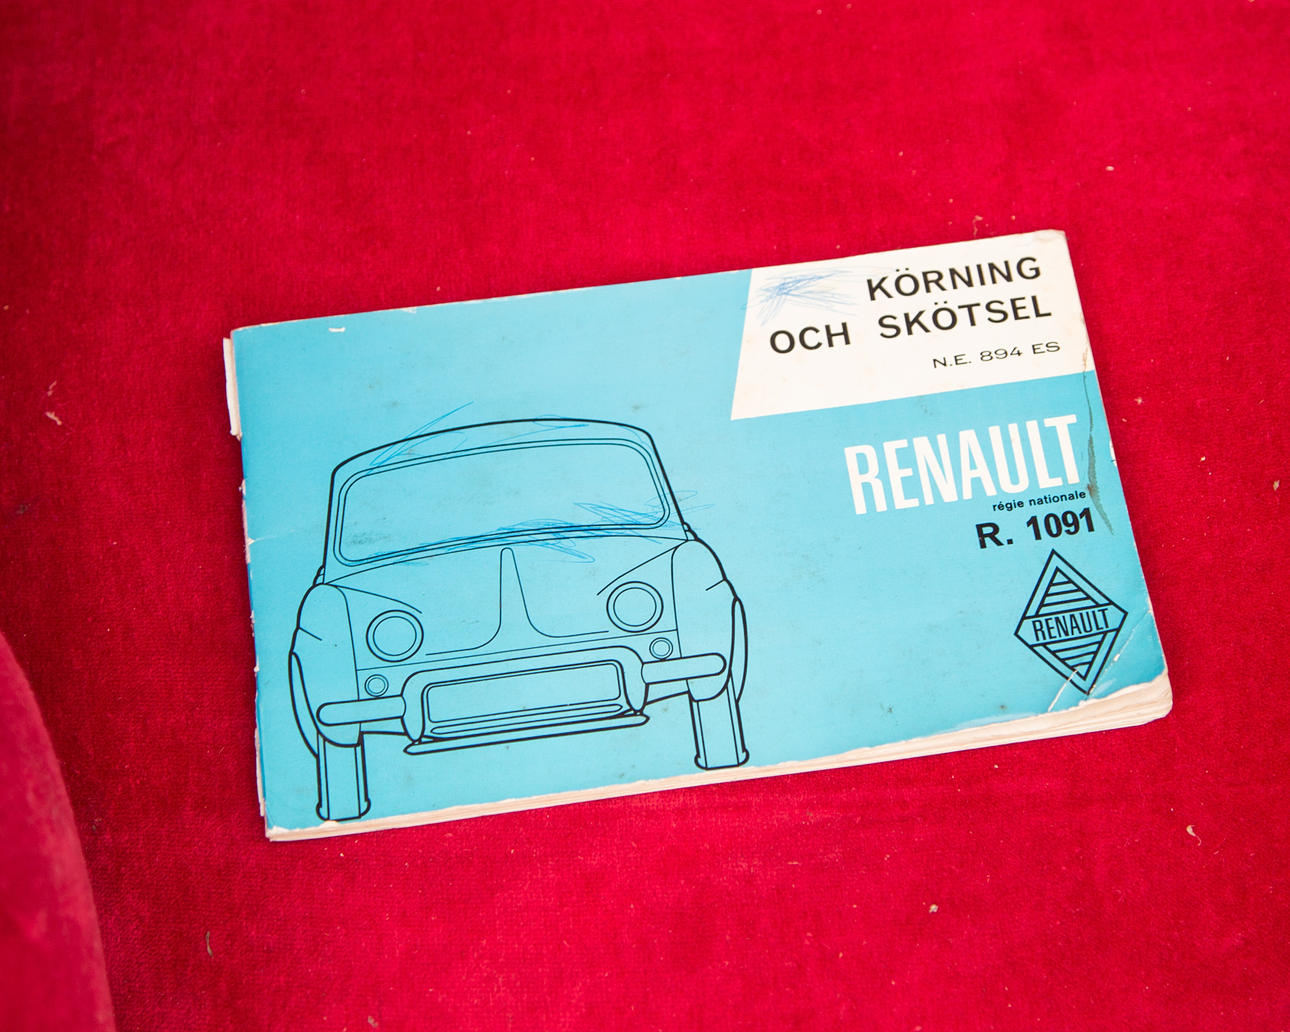 KÖRNING
OCH SKÖTSEL
N.E. 894 ES
RENAULT
régie nationale
R. 1091
RENAULT